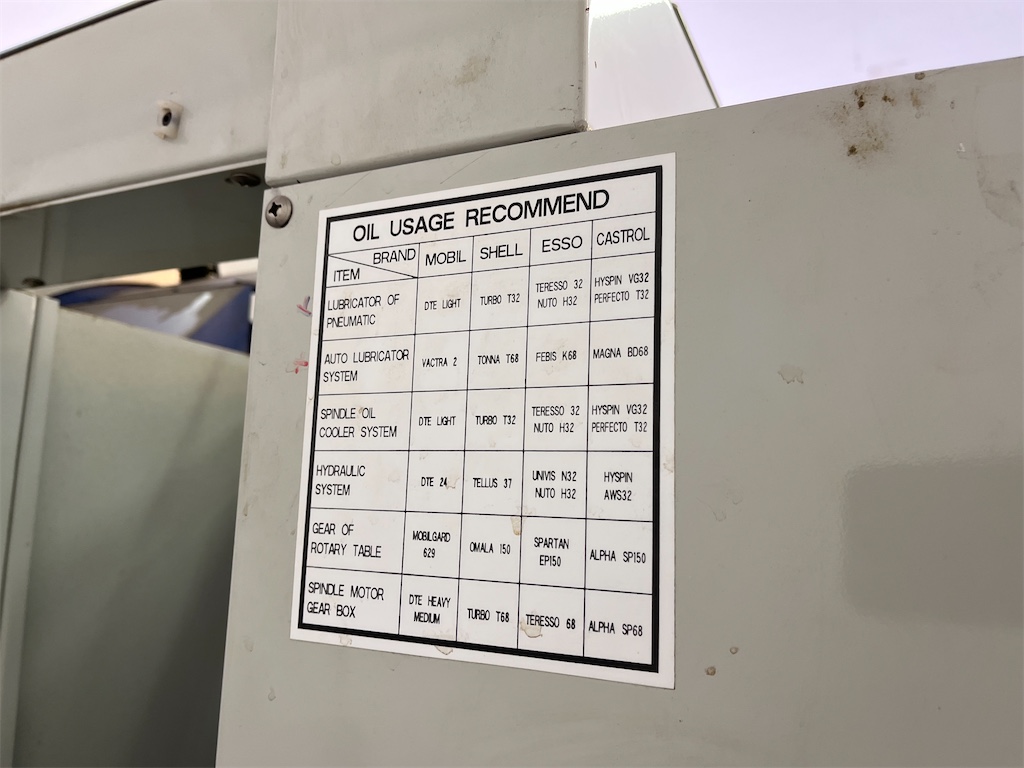 OIL USAGE RECOMMEND
BRAND
ITEM
MOBIL
SHELL
ESSO
CASTROL
LUBRICATOR OF
PNEUMATIC
DTE LIGHT
TURBO T32
TERESSO 32
NUTO H32
HYSPIN VG32
PERFECTO T32
AUTO LUBRICATOR
SYSTEM
VACTRA 2
TONNA T68
FEBIS K68
MAGNA BD68
SPINDLE OIL
COOLER SYSTEM
DTE LIGHT
TURBO T32
TERESSO 32
NUTO H32
HYSPIN VG32
PERFECTO T32
HYDRAULIC
SYSTEM
DTE 24
TELLUS 37
UNIVIS N32
NUTO H32
HYSPIN
AWS32
GEAR OF
ROTARY TABLE
MOBILGARD
629
OMALA 150
SPARTAN
EP150
ALPHA SP150
SPINDLE MOTOR
GEAR BOX
DTE HEAVY
MEDIUM
TURBO T68
TERESSO 68
ALPHA SP68